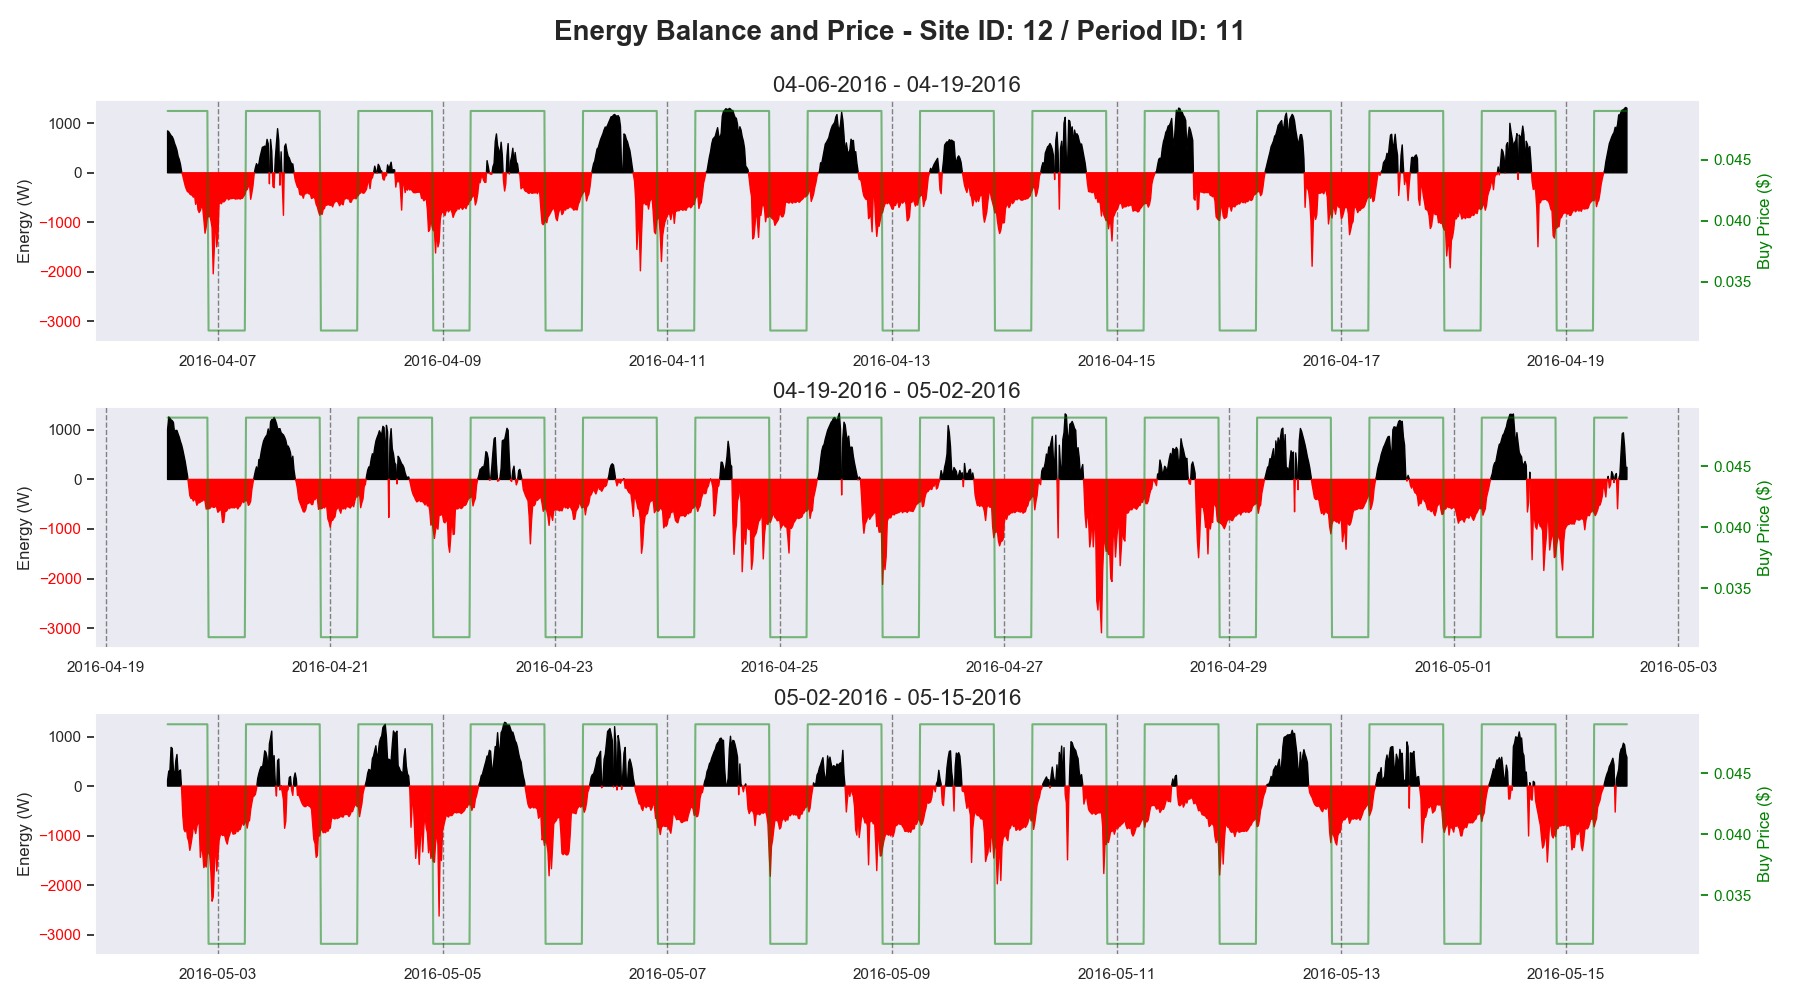 Energy Balance and Price - Site ID: 12 / Period ID: 11
04-06-2016 - 04-19-2016
Energy (W)
1000
0
−1000
−2000
−3000
0.045
0.040
0.035
Buy Price ($)
2016-04-07 2016-04-09 2016-04-11 2016-04-13 2016-04-15 2016-04-17 2016-04-19
04-19-2016 - 05-02-2016
Energy (W)
1000
0
−1000
−2000
−3000
0.045
0.040
0.035
Buy Price ($)
2016-04-19 2016-04-21 2016-04-23 2016-04-25 2016-04-27 2016-04-29 2016-05-01 2016-05-03
05-02-2016 - 05-15-2016
Energy (W)
1000
0
−1000
−2000
−3000
0.045
0.040
0.035
Buy Price ($)
2016-05-03 2016-05-05 2016-05-07 2016-05-09 2016-05-11 2016-05-13 2016-05-15